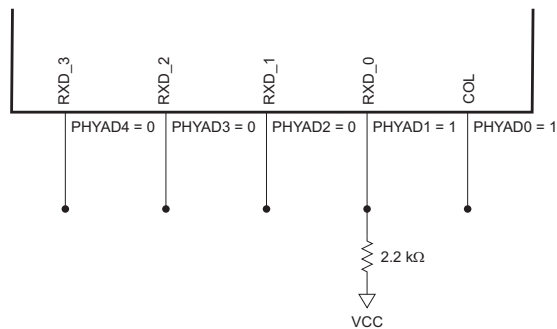 RXD_3
RXD_2
RXD_1
RXD_0
COL
PHYAD4 = 0
PHYAD3 = 0
PHYAD2 = 0
PHYAD1 = 1
PHYAD0 = 1
2.2 kΩ
VCC